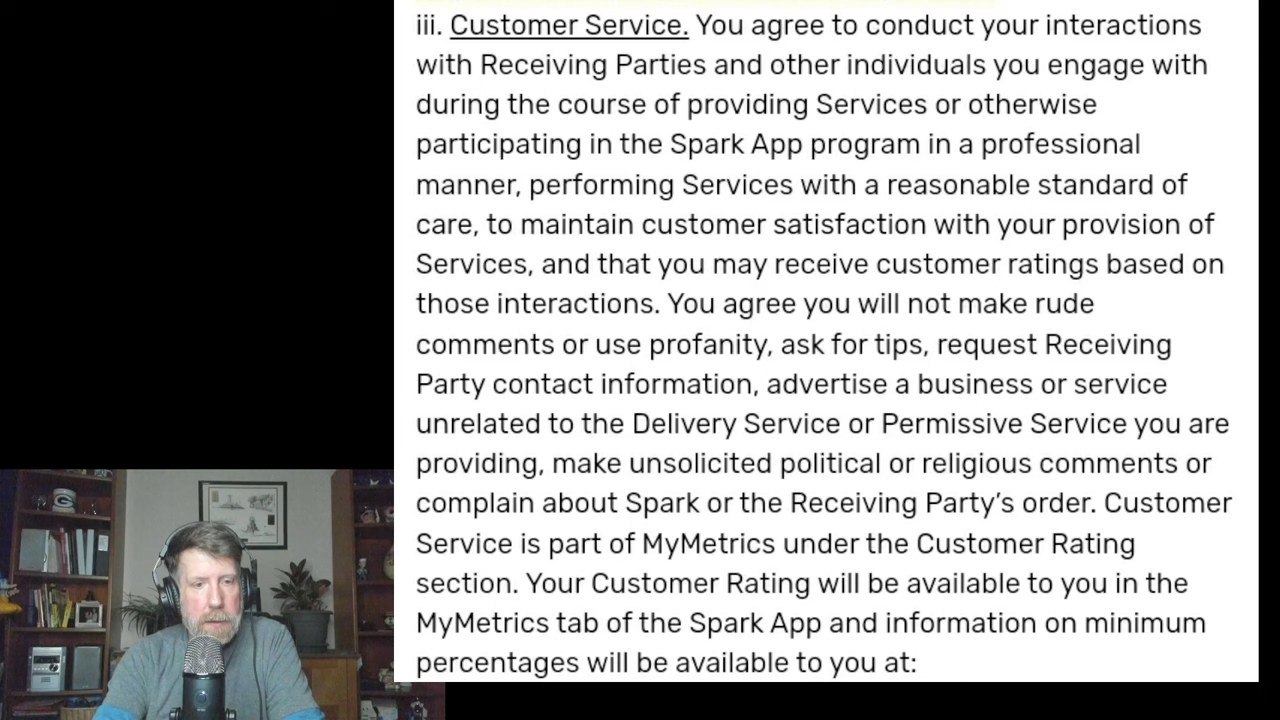 iii. Customer Service. You agree to conduct your interactions
with Receiving Parties and other individuals you engage with
during the course of providing Services or otherwise
participating in the Spark App program in a professional
manner, performing Services with a reasonable standard of
care, to maintain customer satisfaction with your provision of
Services, and that you may receive customer ratings based on
those interactions. You agree you will not make rude
comments or use profanity, ask for tips, request Receiving
Party contact information, advertise a business or service
unrelated to the Delivery Service or Permissive Service you are
providing, make unsolicited political or religious comments or
complain about Spark or the Receiving Party’s order. Customer
Service is part of MyMetrics under the Customer Rating
section. Your Customer Rating will be available to you in the
MyMetrics tab of the Spark App and information on minimum
percentages will be available to you at: